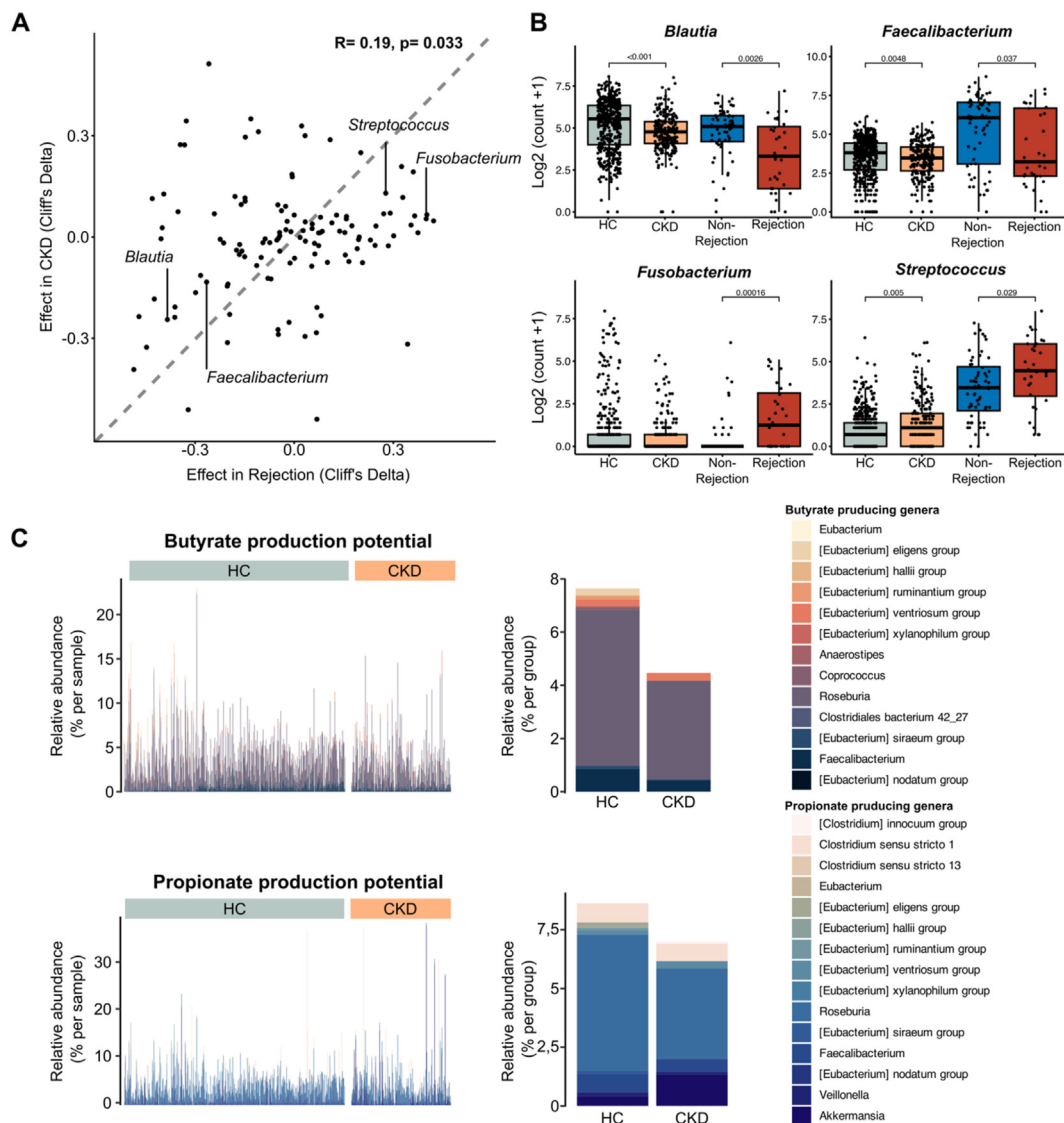 A
R= 0.19, p= 0.033
Streptococcus
Fusobacterium
Blautia
Faecalibacterium
0.3
0.0
-0.3
Effect in CKD (Cliff's Delta)
-0.3
0.0
0.3
Effect in Rejection (Cliff's Delta)
B
Blautia
<0.001
0.0026
7.5
5.0
2.5
0.0
Log2 (count +1)
HC
CKD
Non-
Rejection
Rejection
Faecalibacterium
0.0048
0.037
10.0
7.5
5.0
2.5
0.0
HC
CKD
Non-
Rejection
Rejection
Fusobacterium
0.00016
7.5
5.0
2.5
0.0
Log2 (count +1)
HC
CKD
Non-
Rejection
Rejection
Streptococcus
0.005
0.029
7.5
5.0
2.5
0.0
HC
CKD
Non-
Rejection
Rejection
C
Butyrate production potential
HC
CKD
20
15
10
5
0
Relative abundance
(% per sample)
8
6
4
2
0
Relative abundance
(% per group)
HC
CKD
Butyrate pruducing genera
Eubacterium
[Eubacterium] eligens group
[Eubacterium] hallii group
[Eubacterium] ruminantium group
[Eubacterium] ventriosum group
[Eubacterium] xylanophilum group
Anaerostipes
Coprococcus
Roseburia
Clostridiales bacterium 42_27
[Eubacterium] siraeum group
Faecalibacterium
[Eubacterium] nodatum group
Propionate production potential
HC
CKD
30
20
10
0
Relative abundance
(% per sample)
7,5
5
2,5
0
Relative abundance
(% per group)
HC
CKD
Propionate pruducing genera
[Clostridium] innocuum group
Clostridium sensu stricto 1
Clostridium sensu stricto 13
Eubacterium
[Eubacterium] eligens group
[Eubacterium] hallii group
[Eubacterium] ruminantium group
[Eubacterium] ventriosum group
[Eubacterium] xylanophilum group
Roseburia
[Eubacterium] siraeum group
Faecalibacterium
[Eubacterium] nodatum group
Veillonella
Akkermansia